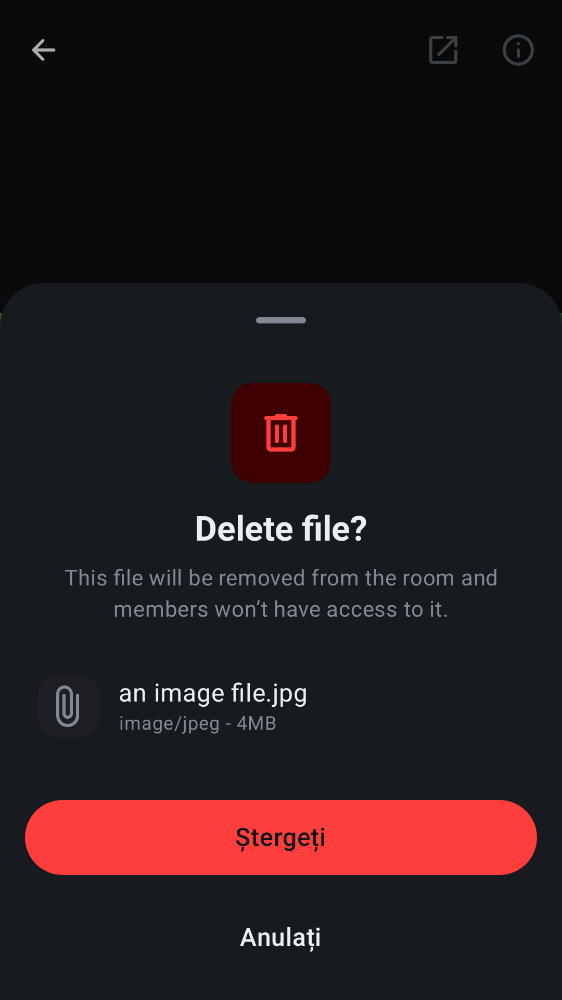 Delete file?
This file will be removed from the room and
members won’t have access to it.
an image file.jpg
image/jpeg - 4MB
Ștergeți
Anulați